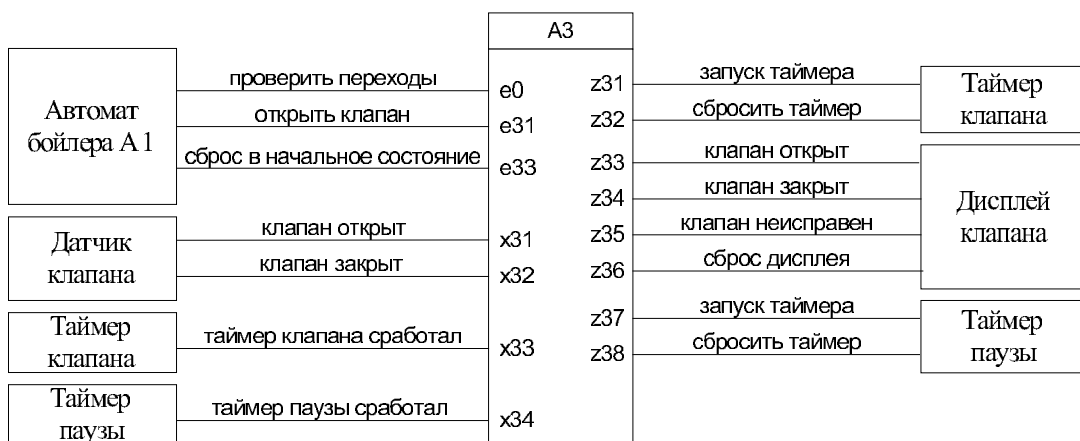 A3
Автомат
бойлера A1
проверить переходы
открыть клапан
сброс в начальное состояние
e0
e31
e33
Датчик
клапана
клапан открыт
клапан закрыт
x31
x32
Таймер
клапана
таймер клапана сработал
x33
Таймер
паузы
таймер паузы сработал
x34
z31
z32
запуск таймера
сбросить таймер
Таймер
клапана
z33
z34
z35
z36
клапан открыт
клапан закрыт
клапан неисправен
сброс дисплея
Дисплей
клапана
z37
z38
запуск таймера
сбросить таймер
Таймер
паузы